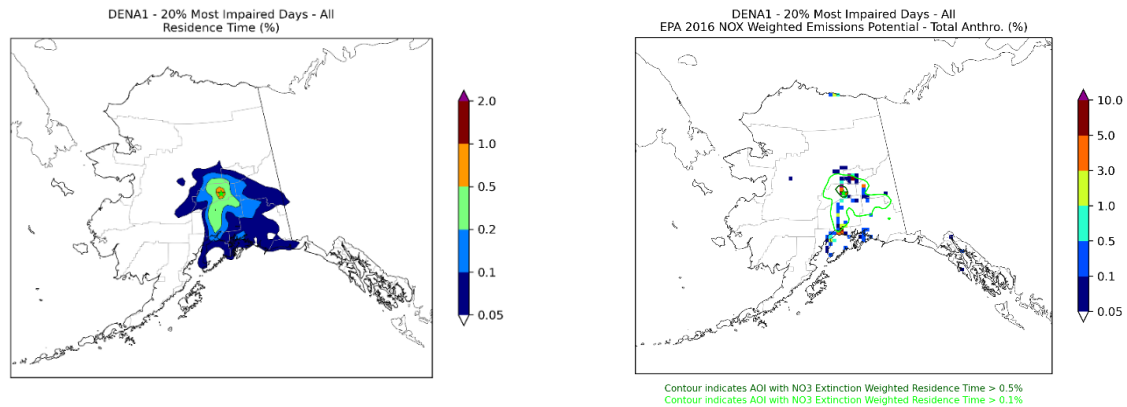 DENA1 - 20% Most Impaired Days - All
Residence Time (%)
2.0
1.0
0.5
0.2
0.1
0.05
DENA1 - 20% Most Impaired Days - All
EPA 2016 NOX Weighted Emissions Potential - Total Anthro. (%)
10.0
5.0
3.0
1.0
0.5
0.1
0.05
Contour indicates AOI with NO3 Extinction Weighted Residence Time > 0.5%
Contour indicates AOI with NO3 Extinction Weighted Residence Time > 0.1%